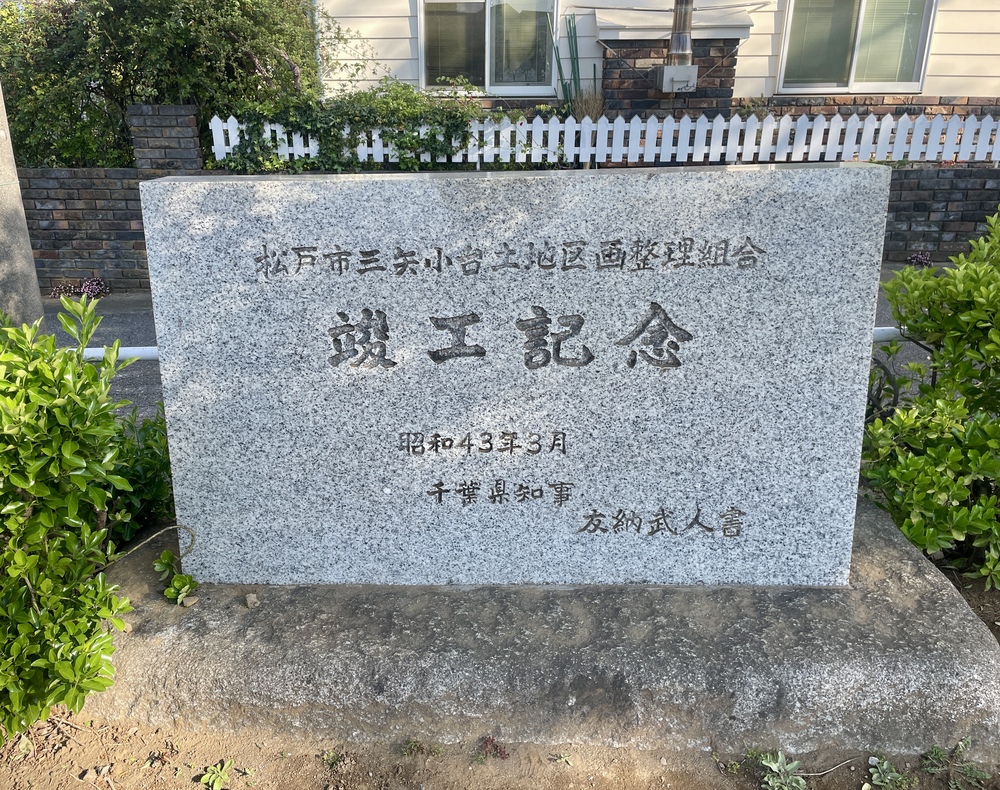 松戸市三矢小台土地区画整理組合
竣工記念
昭和43年3月
千葉県知事
友納武人書